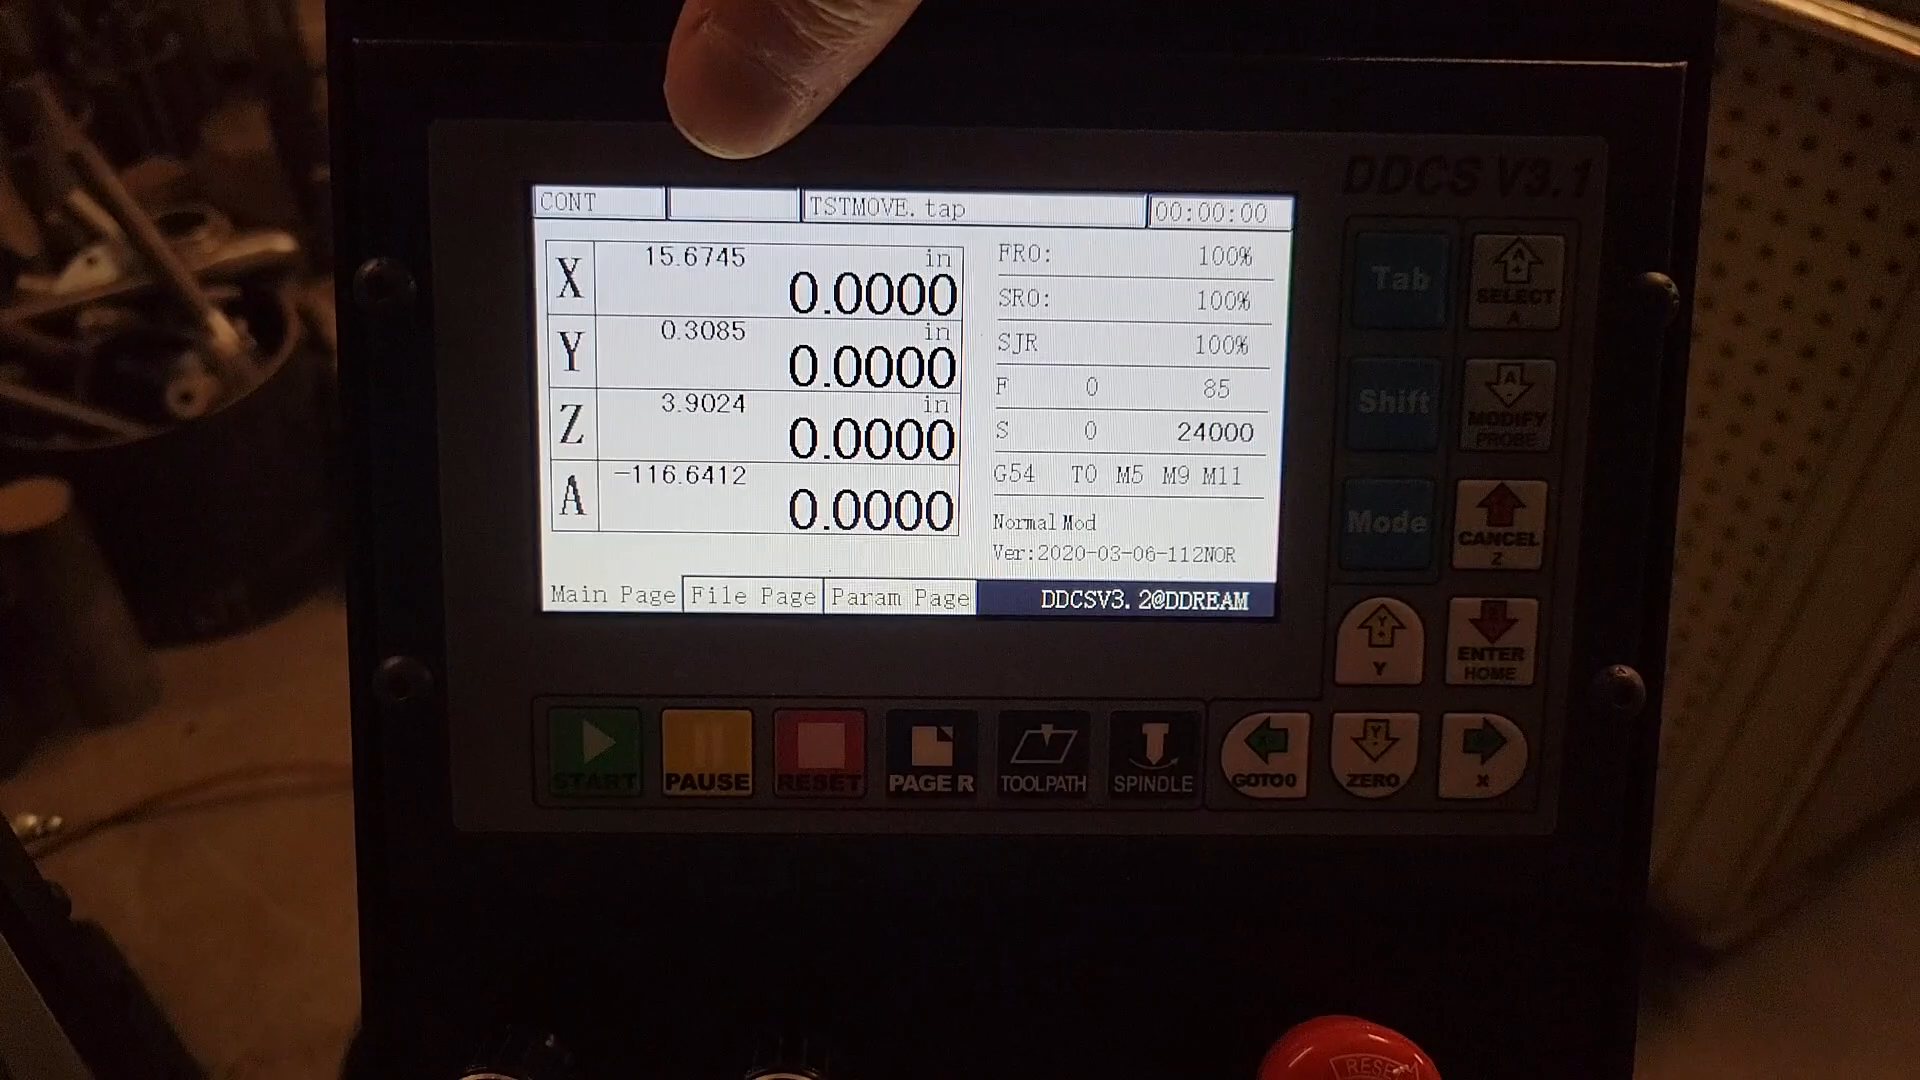 DDCS V3.1
CONT TSTMOVE.tap 00:00:00
X 15.6745 in 0.0000
Y 0.3085 in 0.0000
Z 3.9024 in 0.0000
A -116.6412 0.0000
FRO: 100%
SRO: 100%
SJR 100%
F 0 85
S 0 24000
G54 T0 M5 M9 M11
Normal Mod
Ver:2020-03-06-112NOR
Main Page File Page Param Page DDCSV3.2@DDREAM
Tab
A+
SELECT
A
Shift
A-
MODIFY
PROBE
Mode
CANCEL
Z
Y+
Y
ENTER
HOME
START PAUSE RESET PAGE R TOOLPATH SPINDLE
GOTO0
Y-
ZERO
X
RESET